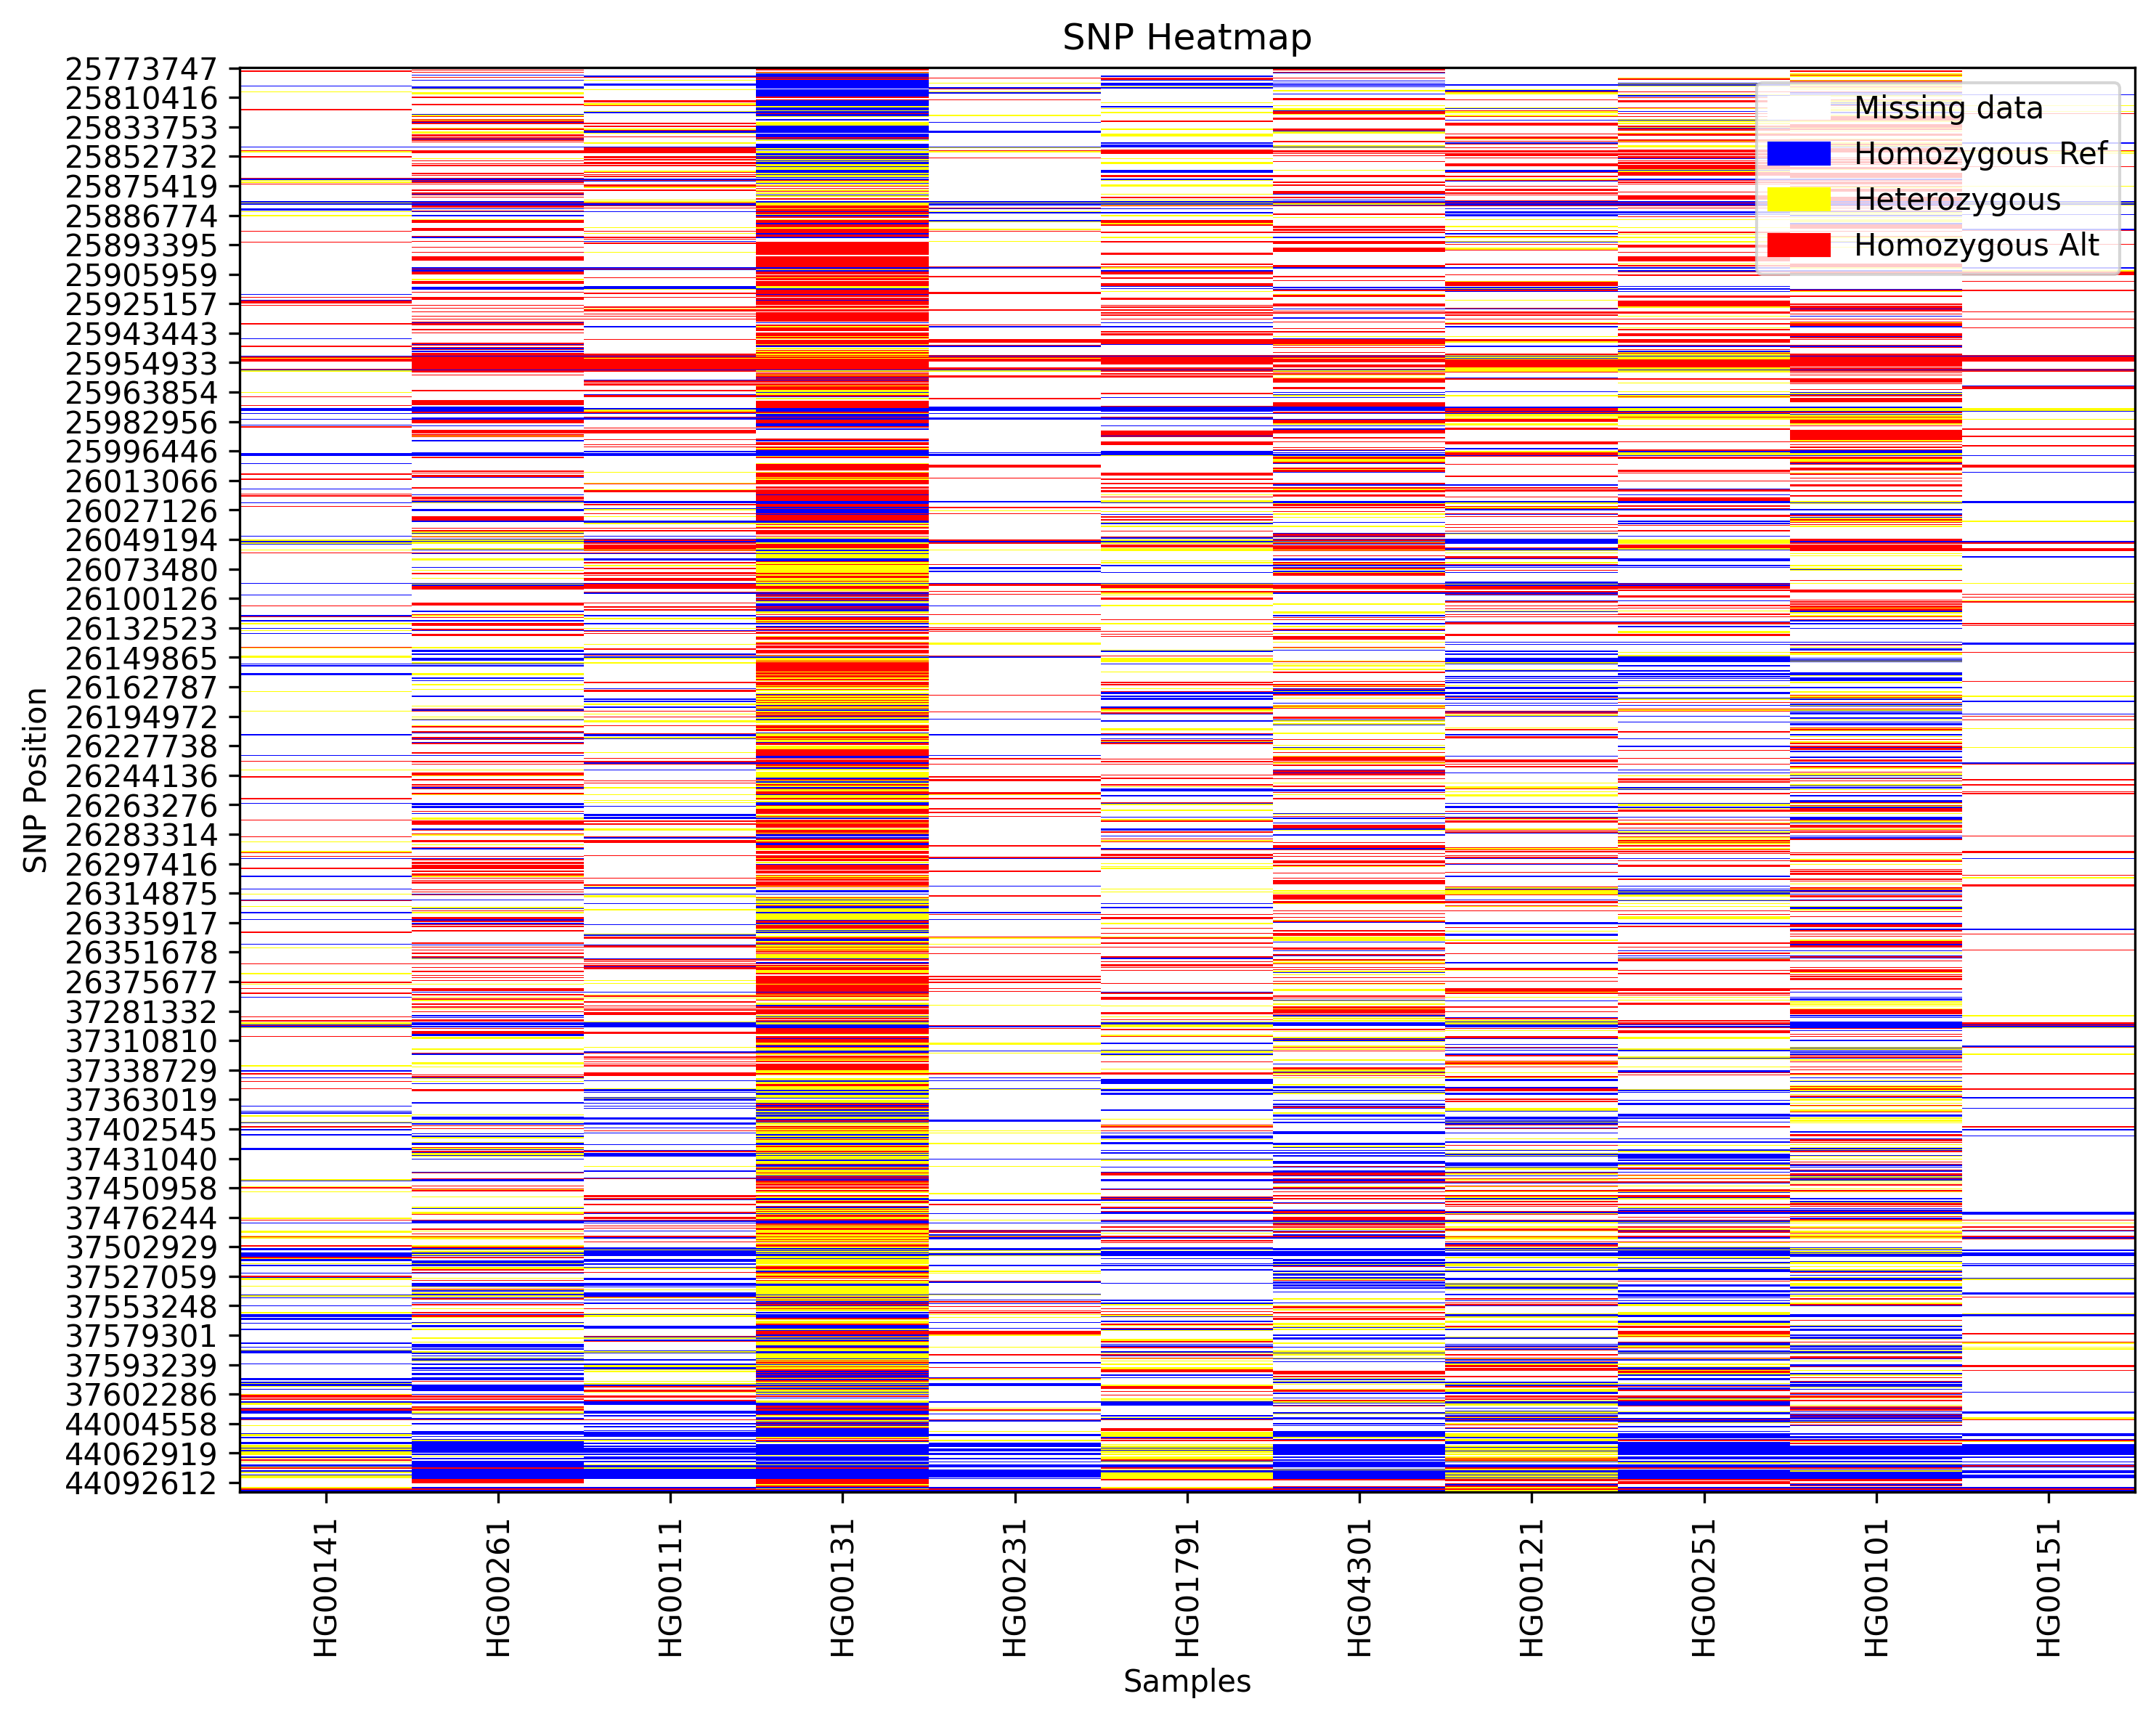 SNP Heatmap
25773747
25810416
25833753
25852732
25875419
25886774
25893395
25905959
25925157
25943443
25954933
25963854
25982956
25996446
26013066
26027126
26049194
26073480
26100126
26132523
26149865
26162787
26194972
26227738
26244136
26263276
26283314
26297416
26314875
26335917
26351678
26375677
37281332
37310810
37338729
37363019
37402545
37431040
37450958
37476244
37502929
37527059
37553248
37579301
37593239
37602286
44004558
44062919
44092612
SNP Position
Missing data
Homozygous Ref
Heterozygous
Homozygous Alt
HG00141
HG00261
HG00111
HG00131
HG00231
HG01791
HG04301
HG00121
HG00251
HG00101
HG00151
Samples